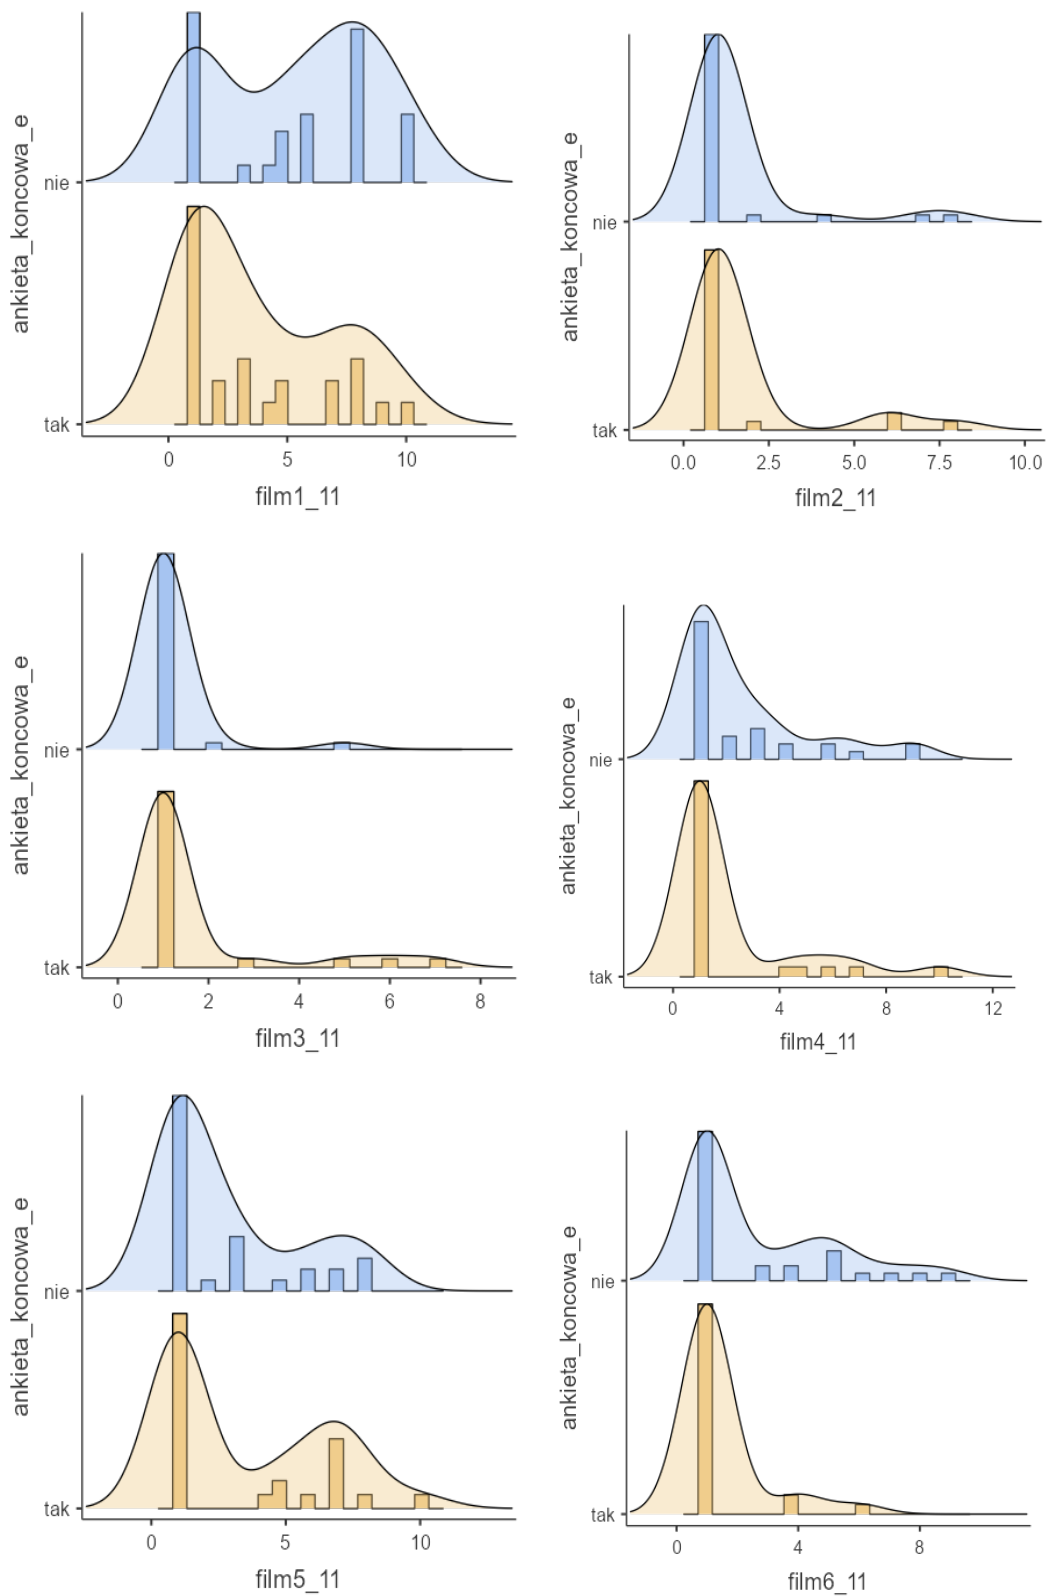 ankieta_koncowa_e
nie
tak
0 5 10
film1_11
ankieta_koncowa_e
nie
tak
0.0 2.5 5.0 7.5 10.0
film2_11
ankieta_koncowa_e
nie
tak
0 2 4 6 8
film3_11
ankieta_koncowa_e
nie
tak
0 4 8 12
film4_11
ankieta_koncowa_e
nie
tak
0 5 10
film5_11
ankieta_koncowa_e
nie
tak
0 4 8
film6_11